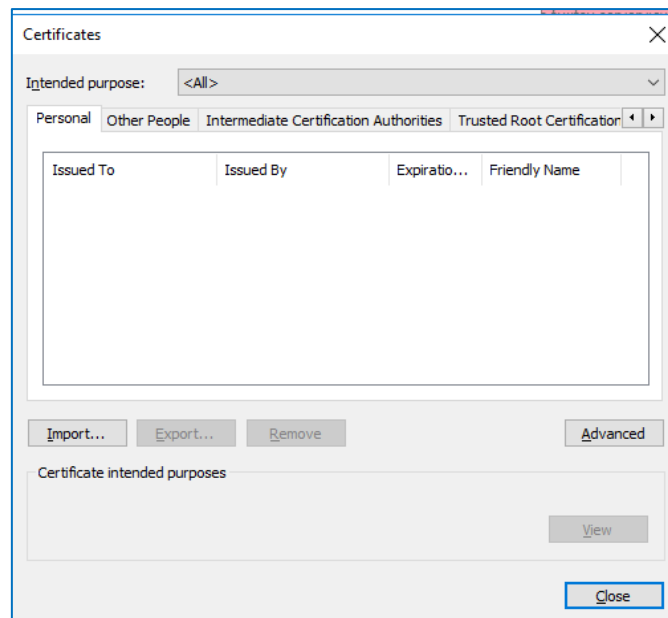 Certificates
Intended purpose: <All>
Personal Other People Intermediate Certification Authorities Trusted Root Certification
Issued To Issued By Expiratio... Friendly Name
Import... Export... Remove Advanced
Certificate intended purposes
View
Close